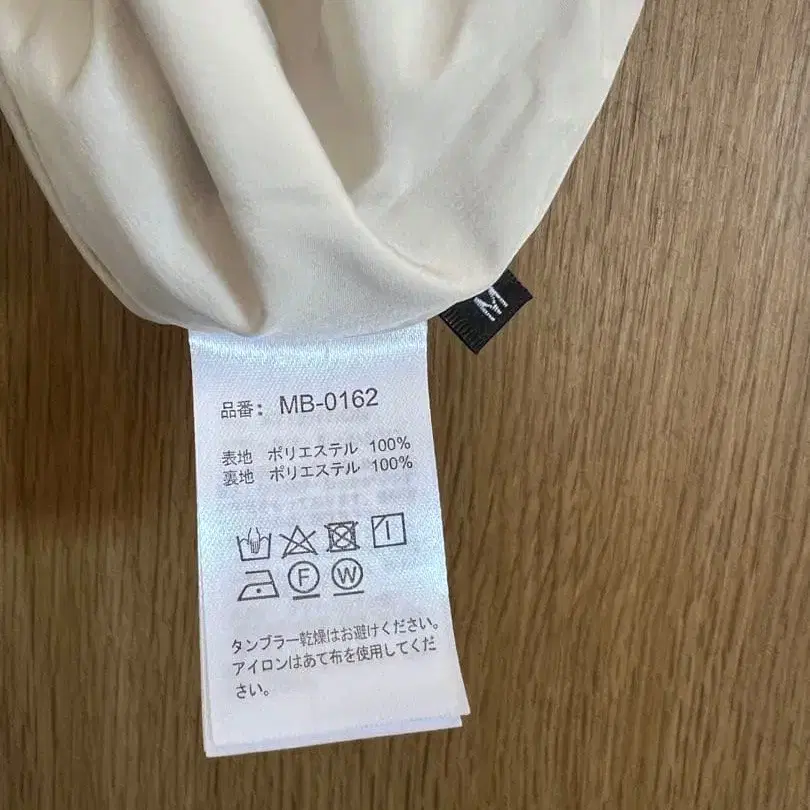 品番： MB-0162
表地 ポリエステル 100%
裏地 ポリエステル 100%
F W
タンブラー乾燥はお避けください。
アイロンはあて布を使用してくだ
さい。
M